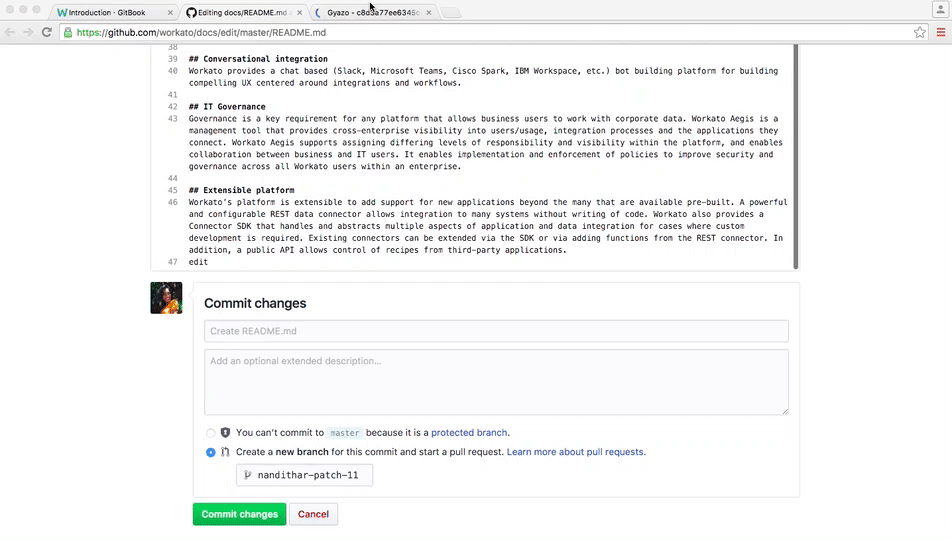 Introduction · GitBook
Editing docs/README.md a
Gyazo - c8d3a77ee6345c
https://github.com/workato/docs/edit/master/README.md
38
39 ## Conversational integration
40 Workato provides a chat based (Slack, Microsoft Teams, Cisco Spark, IBM Workspace, etc.) bot building platform for building
compelling UX centered around integrations and workflows.
41
42 ## IT Governance
43 Governance is a key requirement for any platform that allows business users to work with corporate data. Workato Aegis is a
management tool that provides cross-enterprise visibility into users/usage, integration processes and the applications they
connect. Workato Aegis supports assigning differing levels of responsibility and visibility within the platform, and enables
collaboration between business and IT users. It enables implementation and enforcement of policies to improve security and
governance across all Workato users within an enterprise.
44
45 ## Extensible platform
46 Workato’s platform is extensible to add support for new applications beyond the many that are available pre-built. A powerful
and configurable REST data connector allows integration to many systems without writing of code. Workato also provides a
Connector SDK that handles and abstracts multiple aspects of application and data integration for cases where custom
development is required. Existing connectors can be extended via the SDK or via adding functions from the REST connector. In
addition, a public API allows control of recipes from third-party applications.
47 edit
Commit changes
Create README.md
Add an optional extended description...
You can’t commit to master because it is a protected branch.
Create a new branch for this commit and start a pull request. Learn more about pull requests.
nandithar-patch-11
Commit changes Cancel